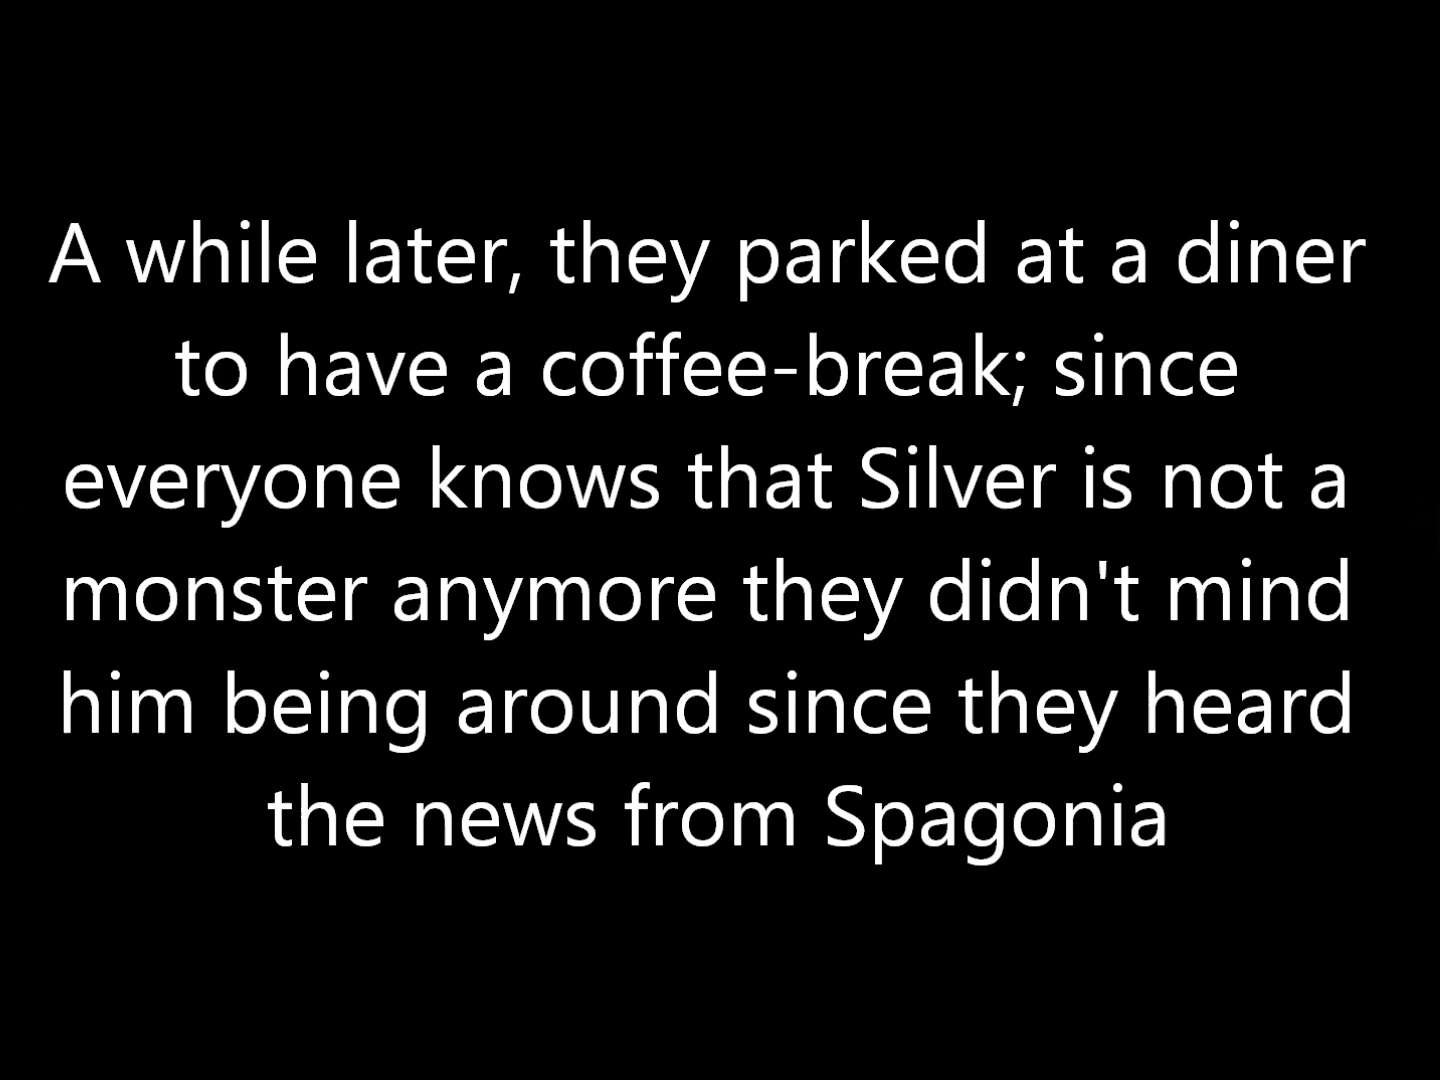 A while later, they parked at a diner
to have a coffee-break; since
everyone knows that Silver is not a
monster anymore they didn't mind
him being around since they heard
the news from Spagonia